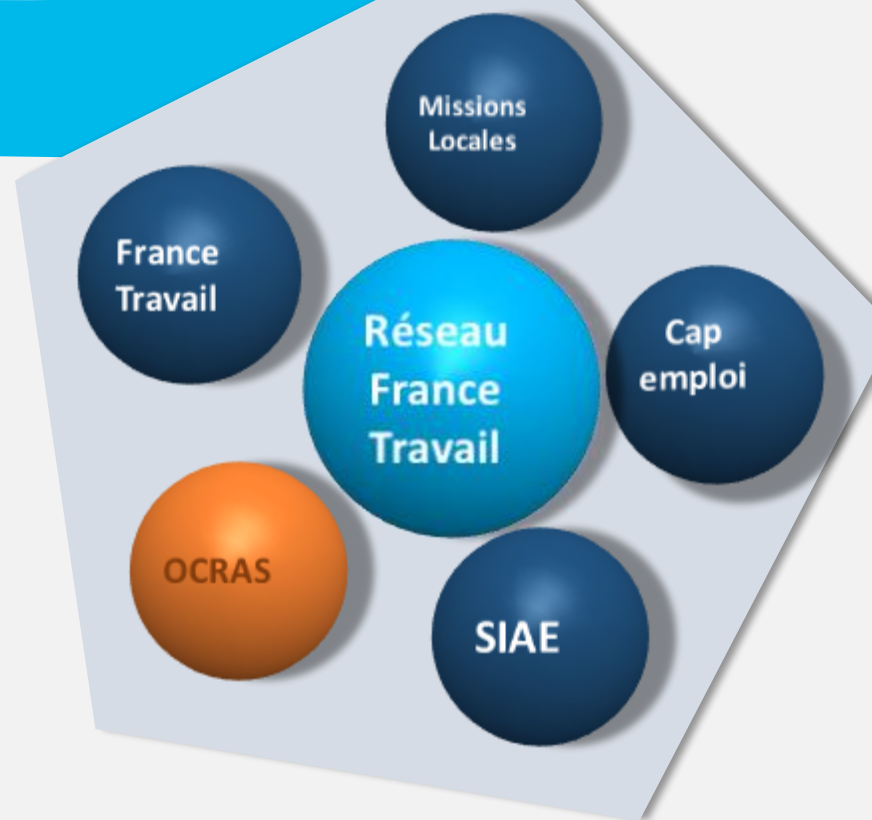 Missions
Locales
France
Travail
Réseau
France
Travail
Cap
emploi
OCRAS
SIAE